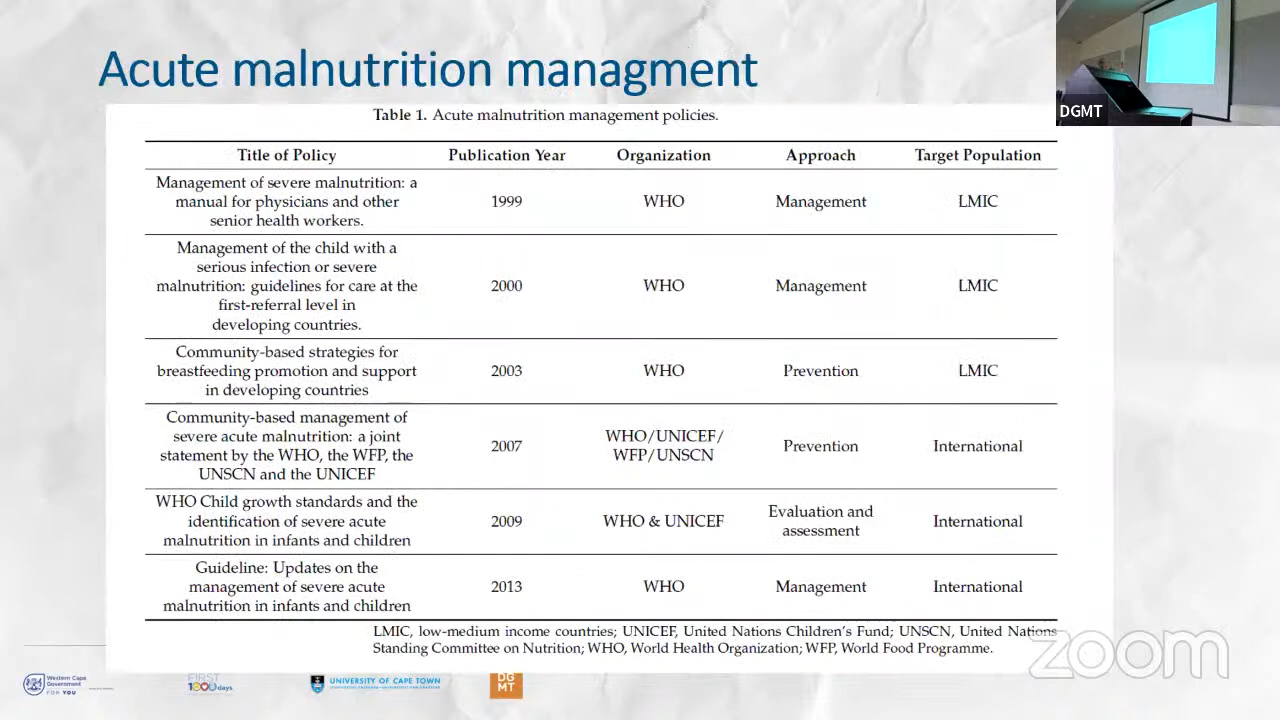 Acute malnutrition managment
DGMT
Table 1. Acute malnutrition management policies.
Title of Policy Publication Year Organization Approach Target Population
Management of severe malnutrition: a
manual for physicians and other
senior health workers.
1999 WHO Management LMIC
Management of the child with a
serious infection or severe
malnutrition: guidelines for care at the
first-referral level in
developing countries.
2000 WHO Management LMIC
Community-based strategies for
breastfeeding promotion and support
in developing countries
2003 WHO Prevention LMIC
Community-based management of
severe acute malnutrition: a joint
statement by the WHO, the WFP, the
UNSCN and the UNICEF
2007
WHO/UNICEF/
WFP/UNSCN
Prevention International
WHO Child growth standards and the
identification of severe acute
malnutrition in infants and children
2009 WHO & UNICEF
Evaluation and
assessment
International
Guideline: Updates on the
management of severe acute
malnutrition in infants and children
2013 WHO Management International
LMIC, low-medium income countries; UNICEF, United Nations Children's Fund; UNSCN, United Nations
Standing Committee on Nutrition; WHO, World Health Organization; WFP, World Food Programme.
zoom
Western Cape
Government
FOR YOU
FIRST
1000 days
UNIVERSITY OF CAPE TOWN
DG
MT